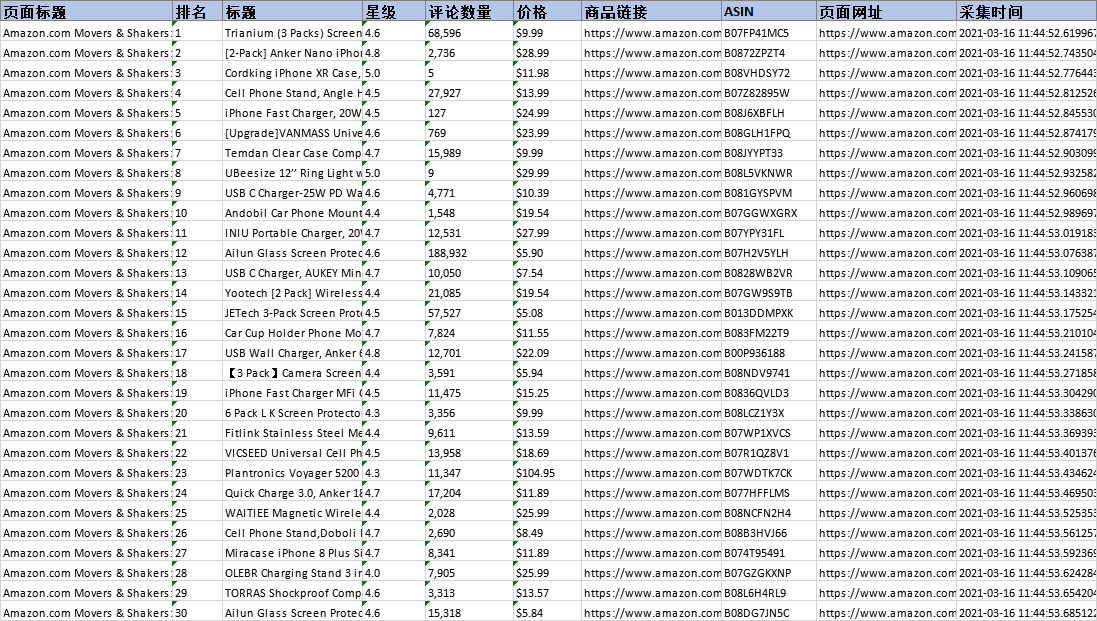 页面标题 排名 标题 星级 评论数量 价格 商品链接 ASIN 页面网址 采集时间
Amazon.com Movers & Shakers: 1 Trianium (3 Packs) Screen 4.6 68,596 $9.99 https://www.amazon.com B07FP41MC5 https://www.amazon.com 2021-03-16 11:44:52.619967
Amazon.com Movers & Shakers: 2 [2-Pack] Anker Nano iPho 4.8 2,736 $28.99 https://www.amazon.com B0872ZPZT4 https://www.amazon.com 2021-03-16 11:44:52.743504
Amazon.com Movers & Shakers: 3 Cordking iPhone XR Case, 5.0 5 $11.98 https://www.amazon.com B08VHDSY72 https://www.amazon.com 2021-03-16 11:44:52.776443
Amazon.com Movers & Shakers: 4 Cell Phone Stand, Angle H 4.5 27,927 $13.99 https://www.amazon.com B07Z82895W https://www.amazon.com 2021-03-16 11:44:52.812526
Amazon.com Movers & Shakers: 5 iPhone Fast Charger, 20W 4.5 127 $24.99 https://www.amazon.com B08J6XBFLH https://www.amazon.com 2021-03-16 11:44:52.845530
Amazon.com Movers & Shakers: 6 [Upgrade]VANMASS Unive 4.6 769 $23.99 https://www.amazon.com B08GLH1FPQ https://www.amazon.com 2021-03-16 11:44:52.874179
Amazon.com Movers & Shakers: 7 Temdan Clear Case Comp 4.7 15,989 $9.99 https://www.amazon.com B08JYYPT33 https://www.amazon.com 2021-03-16 11:44:52.903099
Amazon.com Movers & Shakers: 8 UBeesize 12’’ Ring Light w 5.0 9 $29.99 https://www.amazon.com B08L5VKNWR https://www.amazon.com 2021-03-16 11:44:52.932582
Amazon.com Movers & Shakers: 9 USB C Charger-25W PD Wa 4.6 4,771 $10.39 https://www.amazon.com B081GYSPVM https://www.amazon.com 2021-03-16 11:44:52.960698
Amazon.com Movers & Shakers: 10 Andobil Car Phone Mount 4.4 1,548 $19.54 https://www.amazon.com B07GGWXGRX https://www.amazon.com 2021-03-16 11:44:52.989697
Amazon.com Movers & Shakers: 11 INIU Portable Charger, 20W 4.7 12,531 $27.99 https://www.amazon.com B07YPY31FL https://www.amazon.com 2021-03-16 11:44:53.019183
Amazon.com Movers & Shakers: 12 Ailun Glass Screen Protec 4.6 188,932 $5.90 https://www.amazon.com B07H2V5YLH https://www.amazon.com 2021-03-16 11:44:53.076387
Amazon.com Movers & Shakers: 13 USB C Charger, AUKEY Min 4.7 10,050 $7.54 https://www.amazon.com B0828WB2VR https://www.amazon.com 2021-03-16 11:44:53.109065
Amazon.com Movers & Shakers: 14 Yootech [2 Pack] Wireless 4.4 21,085 $19.54 https://www.amazon.com B07GW9S9TB https://www.amazon.com 2021-03-16 11:44:53.143321
Amazon.com Movers & Shakers: 15 JETech 3-Pack Screen Prot 4.5 57,527 $5.08 https://www.amazon.com B013DDMPXK https://www.amazon.com 2021-03-16 11:44:53.175254
Amazon.com Movers & Shakers: 16 Car Cup Holder Phone Mo 4.7 7,824 $11.55 https://www.amazon.com B083FM22T9 https://www.amazon.com 2021-03-16 11:44:53.210104
Amazon.com Movers & Shakers: 17 USB Wall Charger, Anker 6 4.8 12,701 $22.09 https://www.amazon.com B00P936188 https://www.amazon.com 2021-03-16 11:44:53.241587
Amazon.com Movers & Shakers: 18 【3 Pack】Camera Screen 4.4 3,591 $5.94 https://www.amazon.com B08NDV9741 https://www.amazon.com 2021-03-16 11:44:53.271858
Amazon.com Movers & Shakers: 19 iPhone Fast Charger MFi C 4.5 11,475 $15.25 https://www.amazon.com B0836QVLD3 https://www.amazon.com 2021-03-16 11:44:53.304290
Amazon.com Movers & Shakers: 20 6 Pack L K Screen Protecto 4.3 3,356 $9.99 https://www.amazon.com B08LCZ1Y3X https://www.amazon.com 2021-03-16 11:44:53.338630
Amazon.com Movers & Shakers: 21 Fitlink Stainless Steel Me 4.4 9,611 $13.59 https://www.amazon.com B07WP1XVCS https://www.amazon.com 2021-03-16 11:44:53.369393
Amazon.com Movers & Shakers: 22 VICSEED Universal Cell Ph 4.5 13,958 $18.69 https://www.amazon.com B07R1QZ8V1 https://www.amazon.com 2021-03-16 11:44:53.401376
Amazon.com Movers & Shakers: 23 Plantronics Voyager 5200 4.3 11,347 $104.95 https://www.amazon.com B07WDTK7CK https://www.amazon.com 2021-03-16 11:44:53.434624
Amazon.com Movers & Shakers: 24 Quick Charge 3.0, Anker 18 4.7 17,204 $11.89 https://www.amazon.com B077HFFLMS https://www.amazon.com 2021-03-16 11:44:53.469503
Amazon.com Movers & Shakers: 25 WAITIEE Magnetic Wirele 4.4 2,028 $25.99 https://www.amazon.com B08NCFN2H4 https://www.amazon.com 2021-03-16 11:44:53.525353
Amazon.com Movers & Shakers: 26 Cell Phone Stand,Doboli 4.7 2,690 $8.49 https://www.amazon.com B08B3HVJ66 https://www.amazon.com 2021-03-16 11:44:53.561257
Amazon.com Movers & Shakers: 27 Miracase iPhone 8 Plus Si 4.7 8,341 $11.89 https://www.amazon.com B074T95491 https://www.amazon.com 2021-03-16 11:44:53.592369
Amazon.com Movers & Shakers: 28 OLEBR Charging Stand 3 in 4.0 7,905 $25.99 https://www.amazon.com B07GZGKXNP https://www.amazon.com 2021-03-16 11:44:53.624284
Amazon.com Movers & Shakers: 29 TORRAS Shockproof Comp 4.6 3,313 $13.57 https://www.amazon.com B08L6H4RL9 https://www.amazon.com 2021-03-16 11:44:53.654204
Amazon.com Movers & Shakers: 30 Ailun Glass Screen Protec 4.6 15,318 $5.84 https://www.amazon.com B08DG7JN5C https://www.amazon.com 2021-03-16 11:44:53.685122